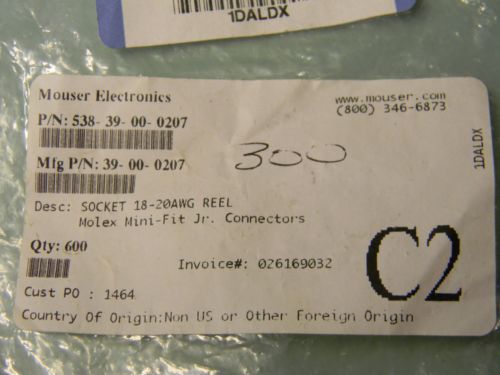 1DALDX
Mouser Electronics
www.mouser.com
(800) 346-6873
P/N: 538- 39-00- 0207
Mfg P/N: 39-00- 0207
300
1DALDX
Desc: SOCKET 18-20AWG REEL
Molex Mini-Fit Jr. Connectors
Qty: 600
Invoice#: 026169032
C2
Cust PO : 1464
Country Of Origin:Non US or Other Foreign Origin